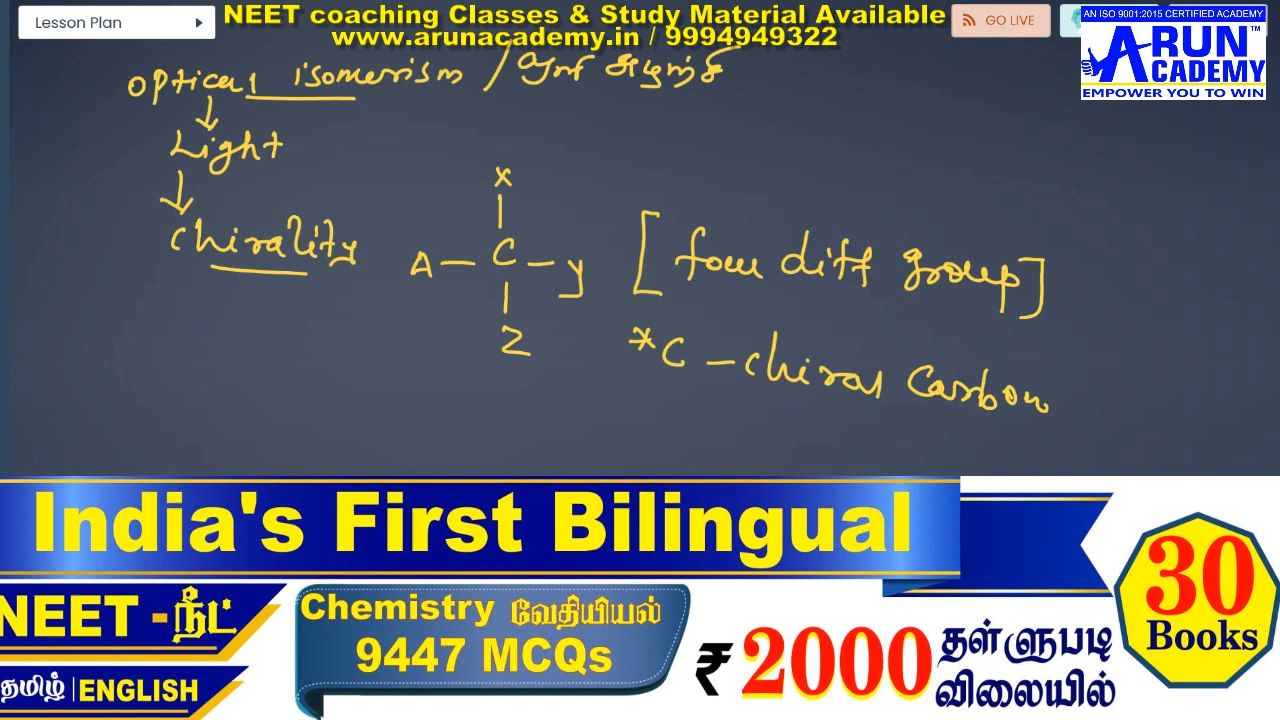 Lesson Plan
NEET coaching Classes & Study Material Available
www.arunacademy.in / 9994949322
GO LIVE
AN ISO 9001:2015 CERTIFIED ACADEMY
ARUN ACADEMY™
EMPOWER YOU TO WIN
optical isomerism /
↓
Light
↓
Chirality
X
A — C — y
Z
[four diff group]
*C – chiral Carbon
India's First Bilingual
NEET - நீட்
தமிழ் | ENGLISH
Chemistry வேதியியல்
9447 MCQs
₹ 2000
தள்ளுபடி
விலையில்
30
Books